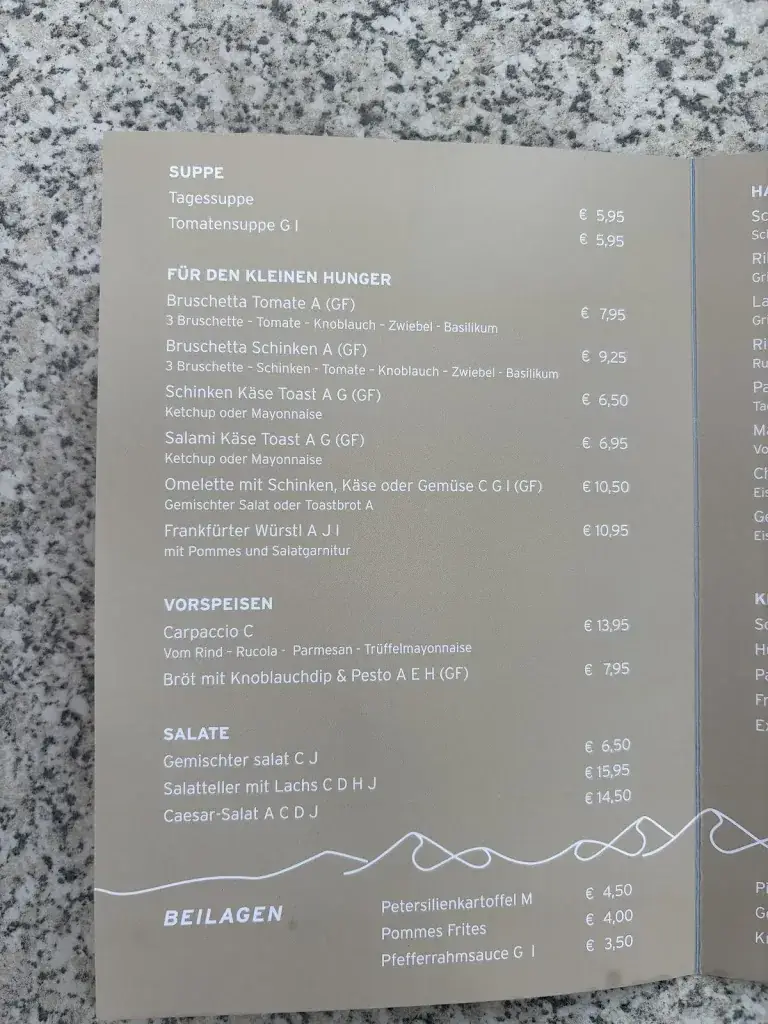 SUPPE
Tagessuppe € 5,95
Tomatensuppe G I € 5,95
FÜR DEN KLEINEN HUNGER
Bruschetta Tomate A (GF) € 7,95
3 Bruschette - Tomate - Knoblauch - Zwiebel - Basilikum
Bruschetta Schinken A (GF) € 9,25
3 Bruschette - Schinken - Tomate - Knoblauch - Zwiebel - Basilikum
Schinken Käse Toast A G (GF) € 6,50
Ketchup oder Mayonnaise
Salami Käse Toast A G (GF) € 6,95
Ketchup oder Mayonnaise
Omelette mit Schinken, Käse oder Gemüse C G I (GF) € 10,50
Gemischter Salat oder Toastbrot A
Frankfürter Würstl A J I € 10,95
mit Pommes und Salatgarnitur
VORSPEISEN
Carpaccio C € 13,95
Vom Rind - Rucola - Parmesan - Trüffelmayonnaise
Bröt mit Knoblauchdip & Pesto A E H (GF) € 7,95
SALATE
Gemischter salat C J € 6,50
Salatteller mit Lachs C D H J € 15,95
Caesar-Salat A C D J € 14,50
BEILAGEN
Petersilienkartoffel M € 4,50
Pommes Frites € 4,00
Pfefferrahmsauce G I € 3,50